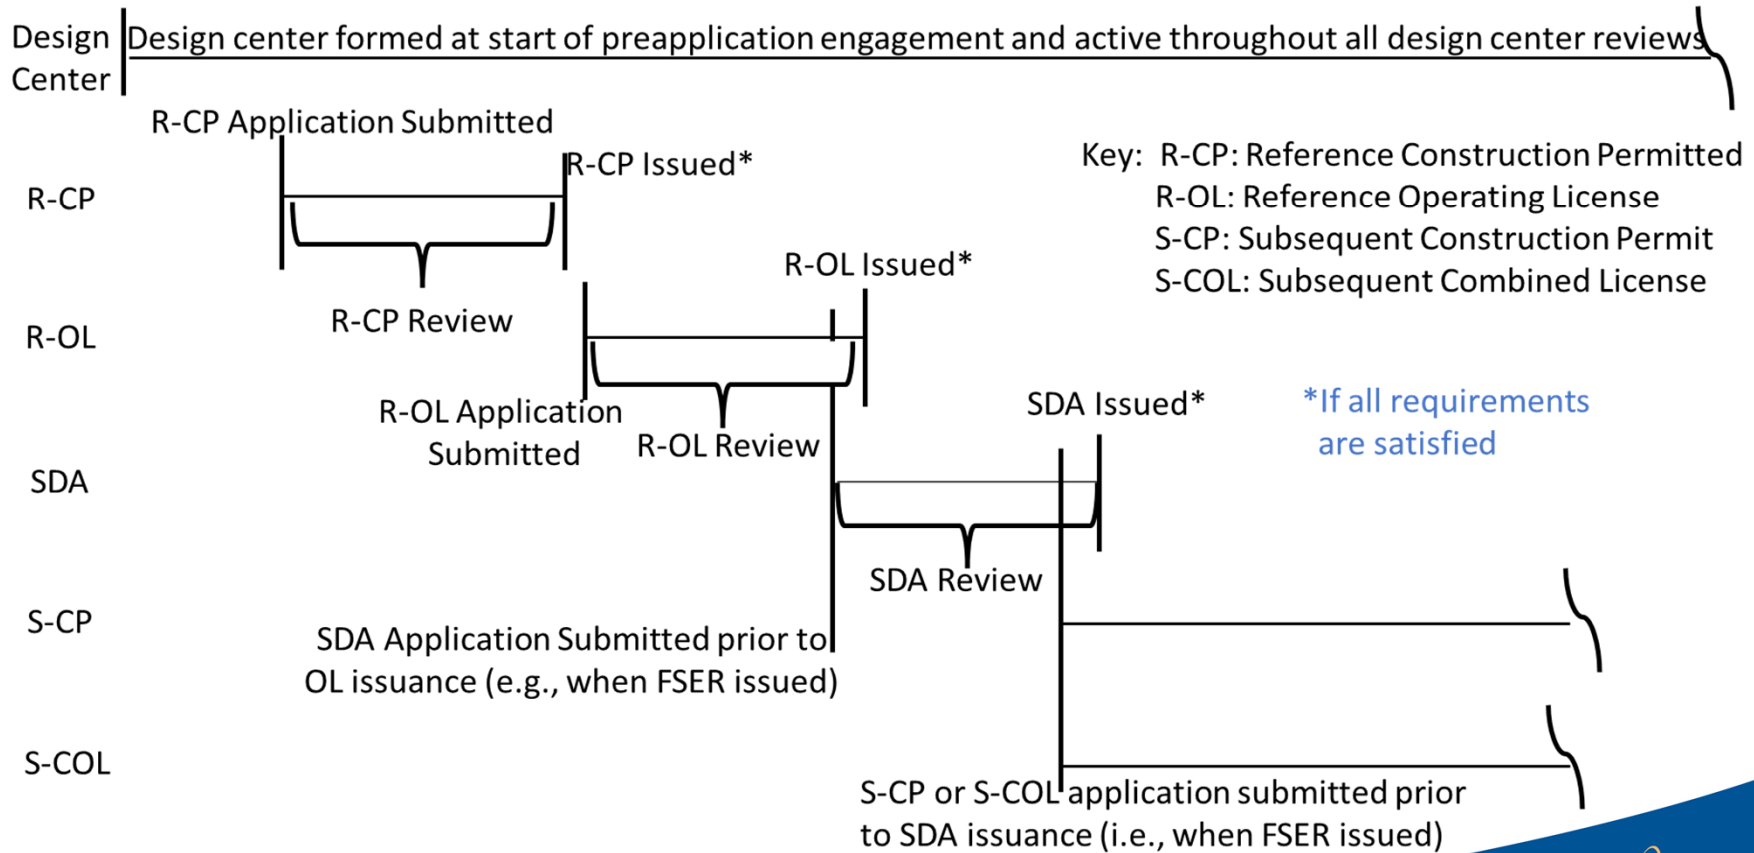 Design
Center
Design center formed at start of preapplication engagement and active throughout all design center reviews
R-CP Application Submitted
R-CP Issued*
R-CP
R-CP Review
Key: R-CP: Reference Construction Permitted
R-OL: Reference Operating License
S-CP: Subsequent Construction Permit
S-COL: Subsequent Combined License
R-OL Issued*
R-OL
R-OL Application
Submitted
R-OL Review
SDA Issued*
*If all requirements
are satisfied
SDA
SDA Review
S-CP
SDA Application Submitted prior to
OL issuance (e.g., when FSER issued)
S-COL
S-CP or S-COL application submitted prior
to SDA issuance (i.e., when FSER issued)